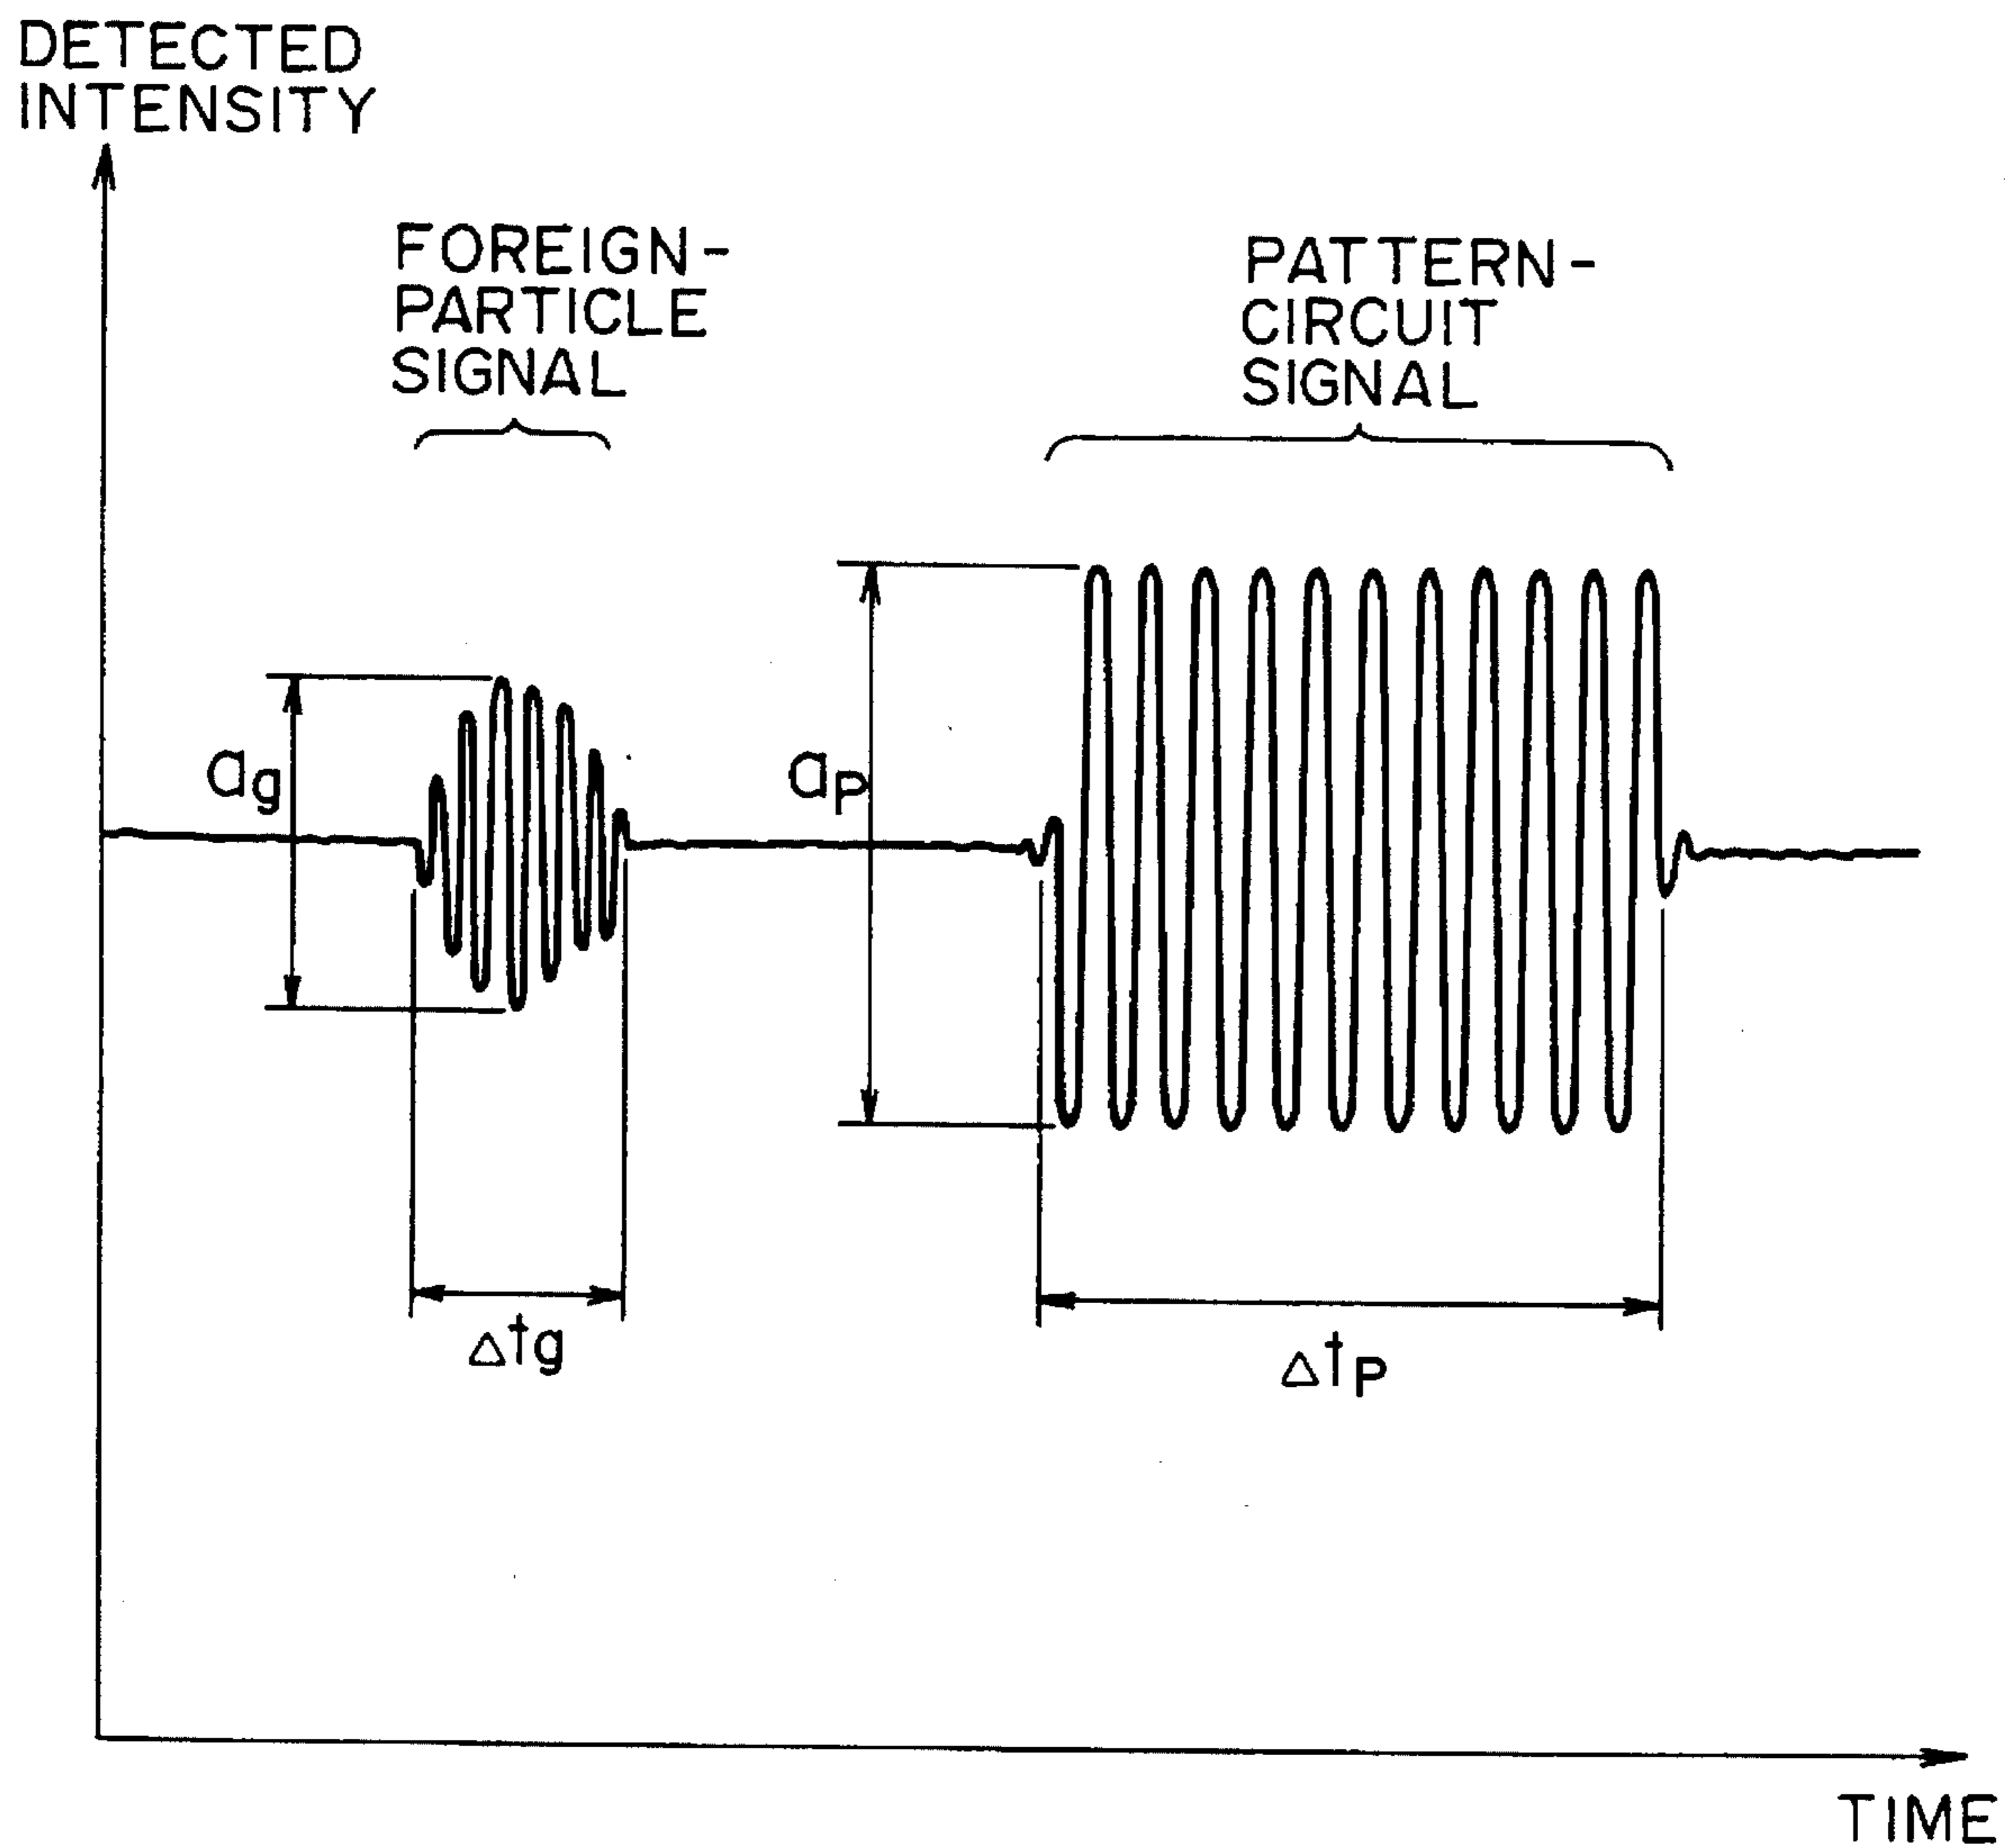 DETECTED
INTENSITY
FOREIGN-
PARTICLE
SIGNAL
PATTERN-
CIRCUIT
SIGNAL
ag
aP
Δtg
ΔtP
TIME